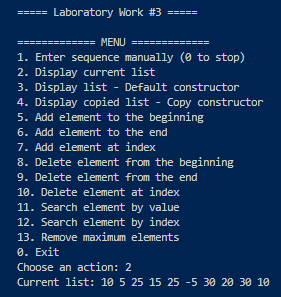 ===== Laboratory Work #3 =====
============= MENU =============
1. Enter sequence manually (0 to stop)
2. Display current list
3. Display list - Default constructor
4. Display copied list - Copy constructor
5. Add element to the beginning
6. Add element to the end
7. Add element at index
8. Delete element from the beginning
9. Delete element from the end
10. Delete element at index
11. Search element by value
12. Search element by index
13. Remove maximum elements
0. Exit
Choose an action: 2
Current list: 10 5 25 15 25 -5 30 20 30 10